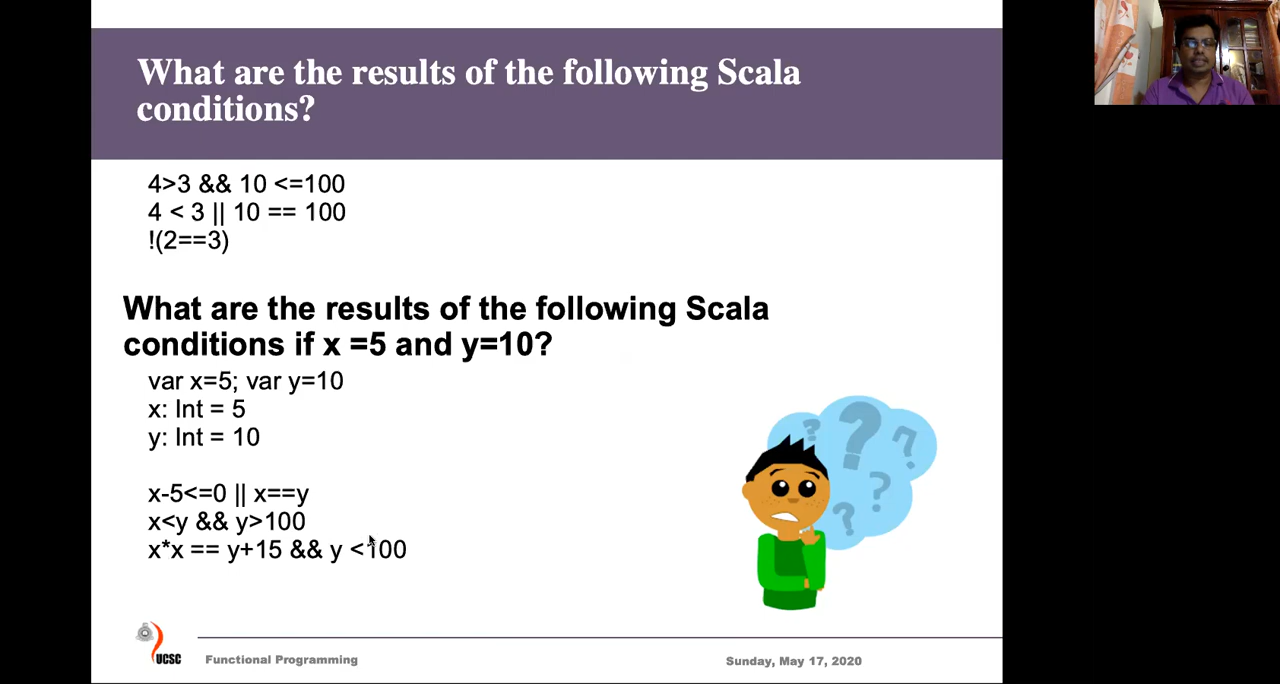 What are the results of the following Scala
conditions?
4>3 && 10 <=100
4 < 3 || 10 == 100
!(2==3)
What are the results of the following Scala
conditions if x =5 and y=10?
var x=5; var y=10
x: Int = 5
y: Int = 10
x-5<=0 || x==y
x<y && y>100
x*x == y+15 && y <100
? ? ? ? ?
UCSC
Functional Programming
Sunday, May 17, 2020